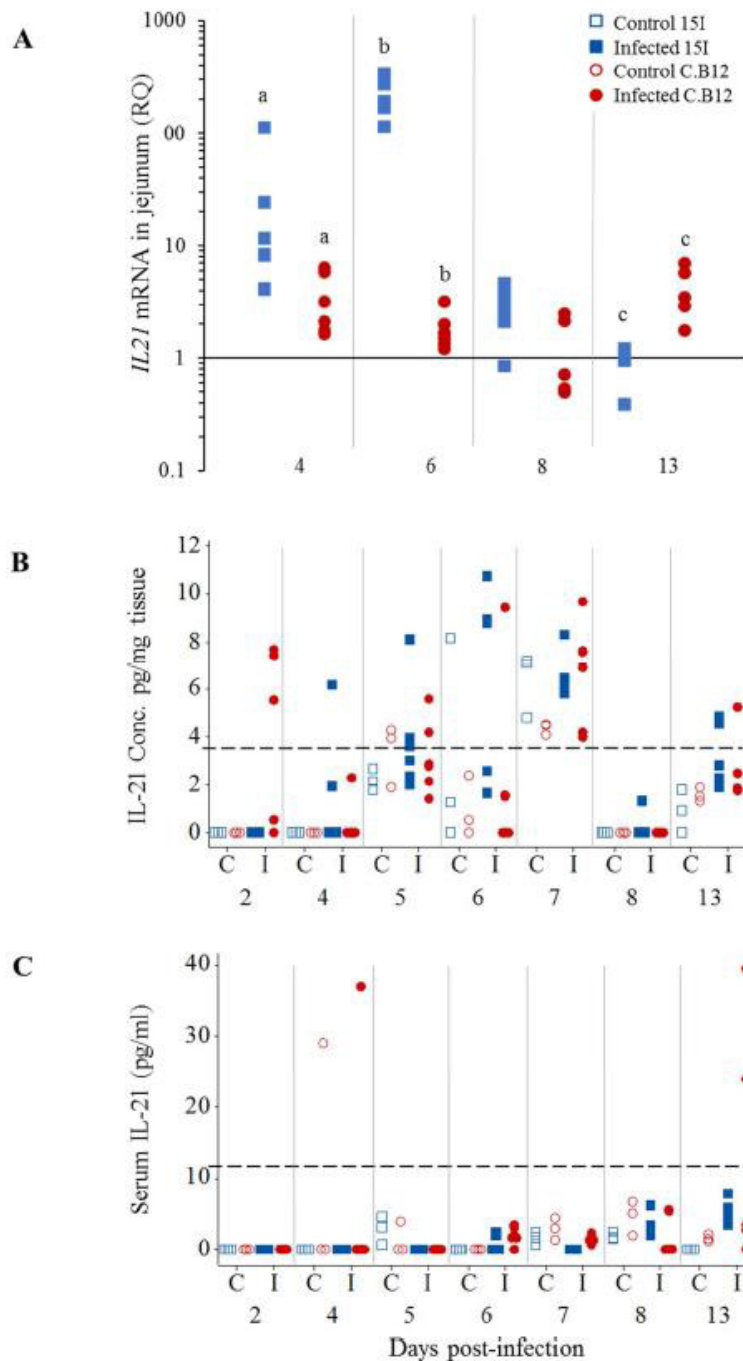 A
1000
00
10
1
0.1
IL21 mRNA in jejunum (RQ)
a
a
b
b
c
c
Control 15I
Infected 15I
Control C.B12
Infected C.B12
4 6 8 13
B
12
10
8
6
4
2
0
IL-21 Conc. pg/mg tissue
C I C I C I C I C I C I C I
2 4 5 6 7 8 13
C
40
30
20
10
0
Serum IL-21 (pg/ml)
C I C I C I C I C I C I C I
2 4 5 6 7 8 13
Days post-infection